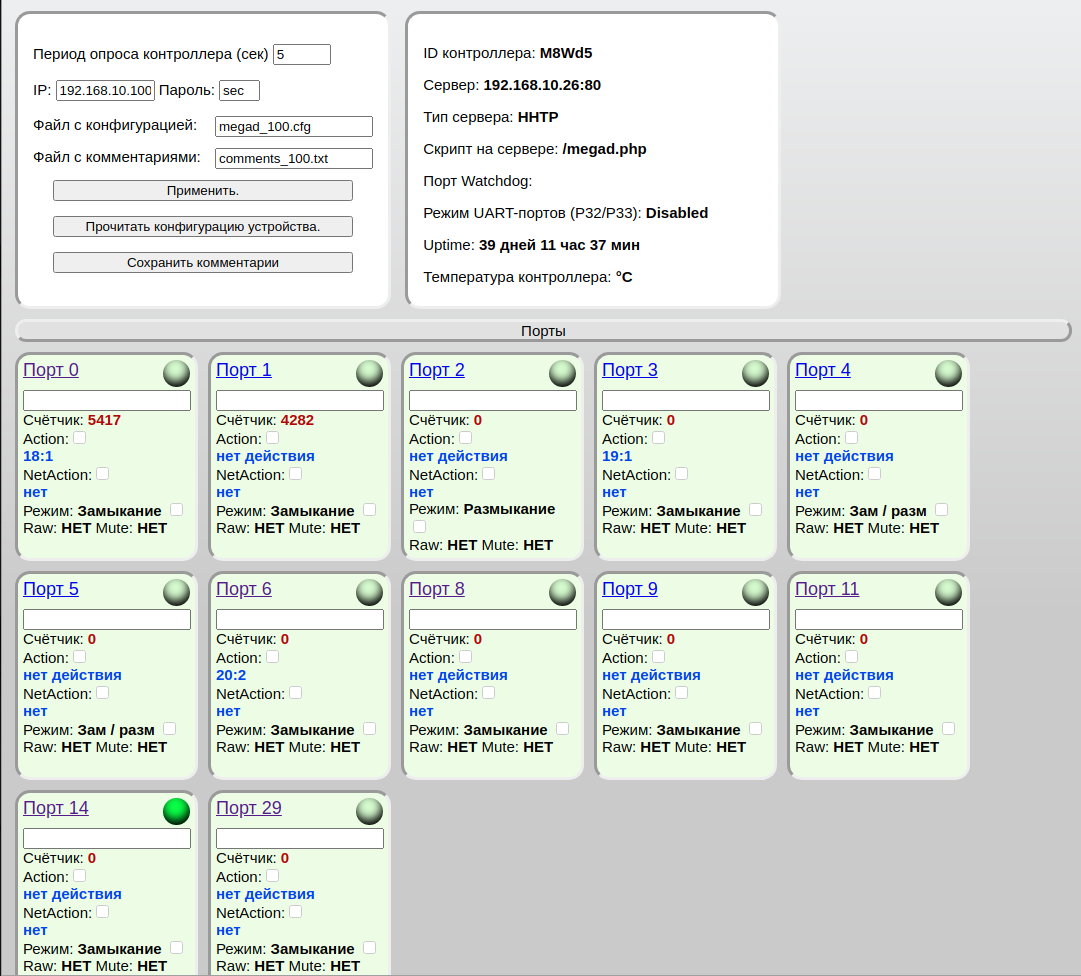 Период опроса контроллера (сек) 5
IP: 192.168.10.100 Пароль: sec
Файл с конфигурацией: megad_100.cfg
Файл с комментариями: comments_100.txt
Применить.
Прочитать конфигурацию устройства.
Сохранить комментарии
ID контроллера: M8Wd5
Сервер: 192.168.10.26:80
Тип сервера: HHTP
Скрипт на сервере: /megad.php
Порт Watchdog:
Режим UART-портов (P32/P33): Disabled
Uptime: 39 дней 11 час 37 мин
Температура контроллера: °C
Порты
Порт 0
Счётчик: 5417
Action:
18:1
NetAction:
нет
Режим: Замыкание
Raw: НЕТ Mute: НЕТ
Порт 1
Счётчик: 4282
Action:
нет действия
NetAction:
нет
Режим: Замыкание
Raw: НЕТ Mute: НЕТ
Порт 2
Счётчик: 0
Action:
нет действия
NetAction:
нет
Режим: Размыкание
Raw: НЕТ Mute: НЕТ
Порт 3
Счётчик: 0
Action:
19:1
NetAction:
нет
Режим: Замыкание
Raw: НЕТ Mute: НЕТ
Порт 4
Счётчик: 0
Action:
нет действия
NetAction:
нет
Режим: Зам / разм
Raw: НЕТ Mute: НЕТ
Порт 5
Счётчик: 0
Action:
нет действия
NetAction:
нет
Режим: Зам / разм
Raw: НЕТ Mute: НЕТ
Порт 6
Счётчик: 0
Action:
20:2
NetAction:
нет
Режим: Замыкание
Raw: НЕТ Mute: НЕТ
Порт 8
Счётчик: 0
Action:
нет действия
NetAction:
нет
Режим: Замыкание
Raw: НЕТ Mute: НЕТ
Порт 9
Счётчик: 0
Action:
нет действия
NetAction:
нет
Режим: Замыкание
Raw: НЕТ Mute: НЕТ
Порт 11
Счётчик: 0
Action:
нет действия
NetAction:
нет
Режим: Замыкание
Raw: НЕТ Mute: НЕТ
Порт 14
Счётчик: 0
Action:
нет действия
NetAction:
нет
Режим: Замыкание
Raw: НЕТ Mute: НЕТ
Порт 29
Счётчик: 0
Action:
нет действия
NetAction:
нет
Режим: Замыкание
Raw: НЕТ Mute: НЕТ